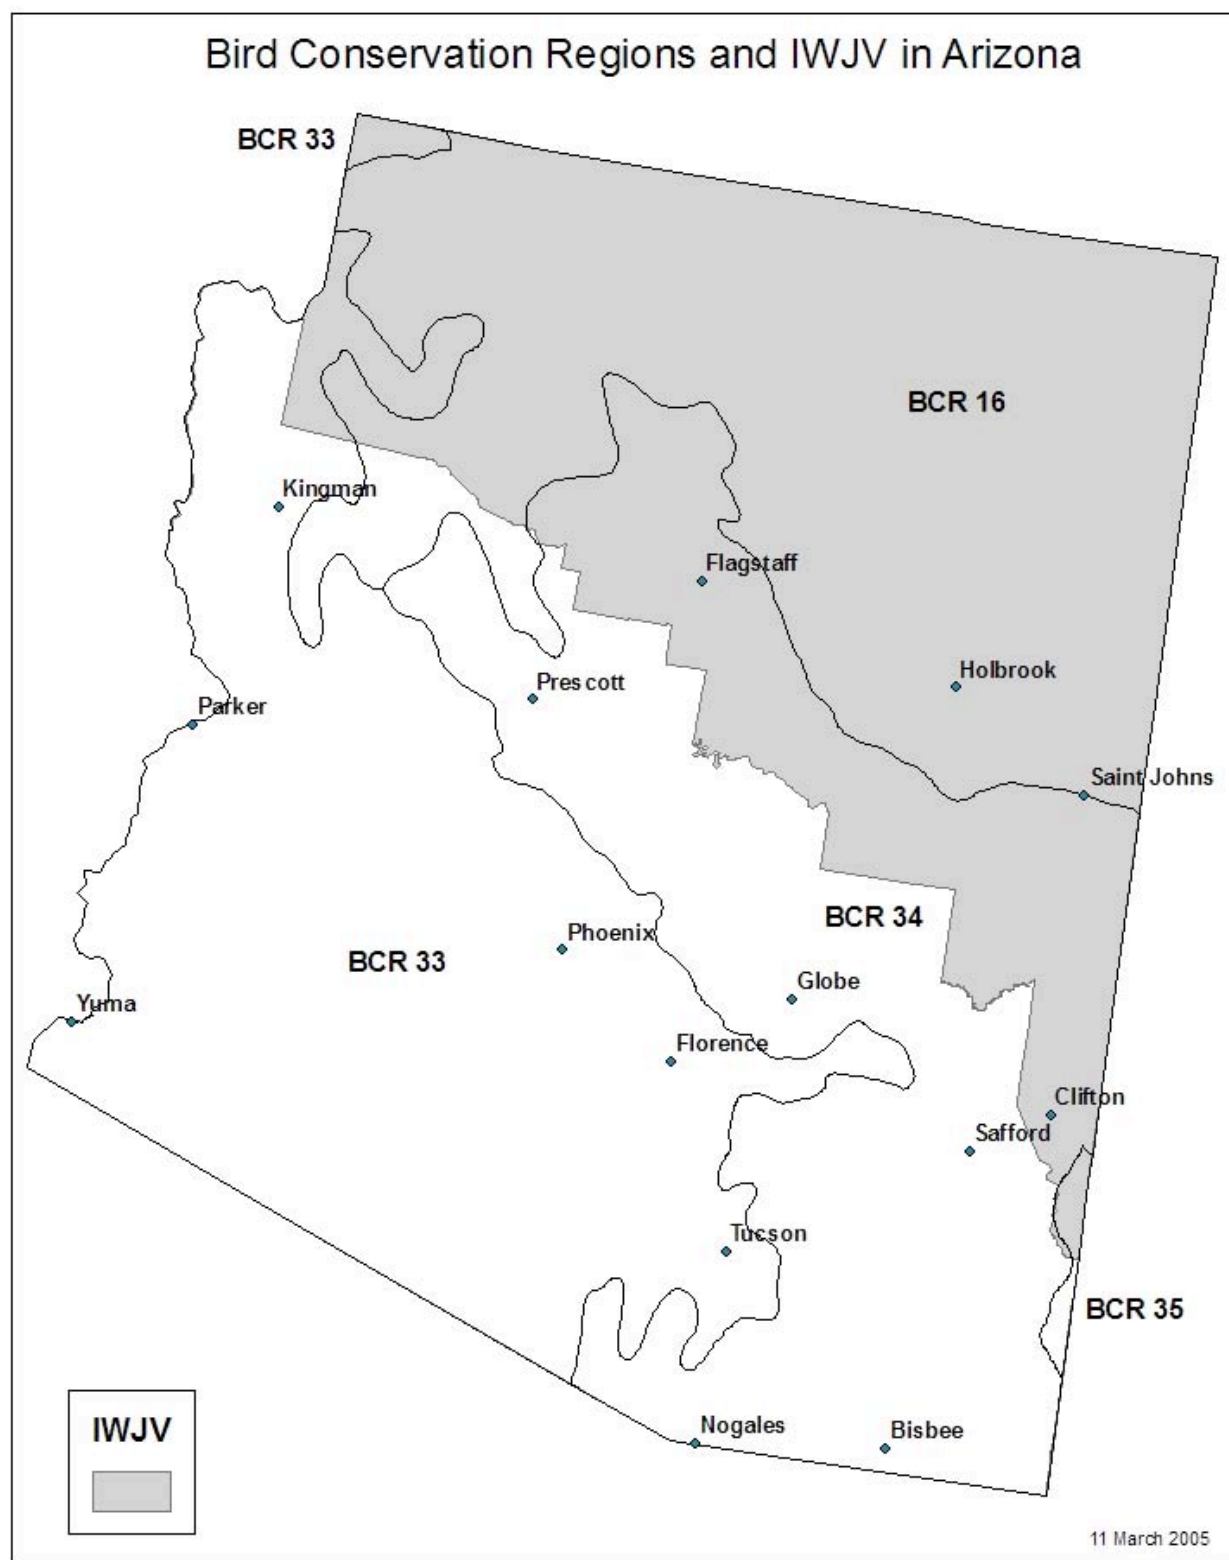 Bird Conservation Regions and IWJV in Arizona
BCR 33
BCR 16
Kingman
Flagstaff
Holbrook
Prescott
Parker
Saint Johns
BCR 34
Phoenix
BCR 33
Globe
Yuma
Florence
Clifton
Safford
Tucson
BCR 35
IWJV
Nogales
Bisbee
11 March 2005